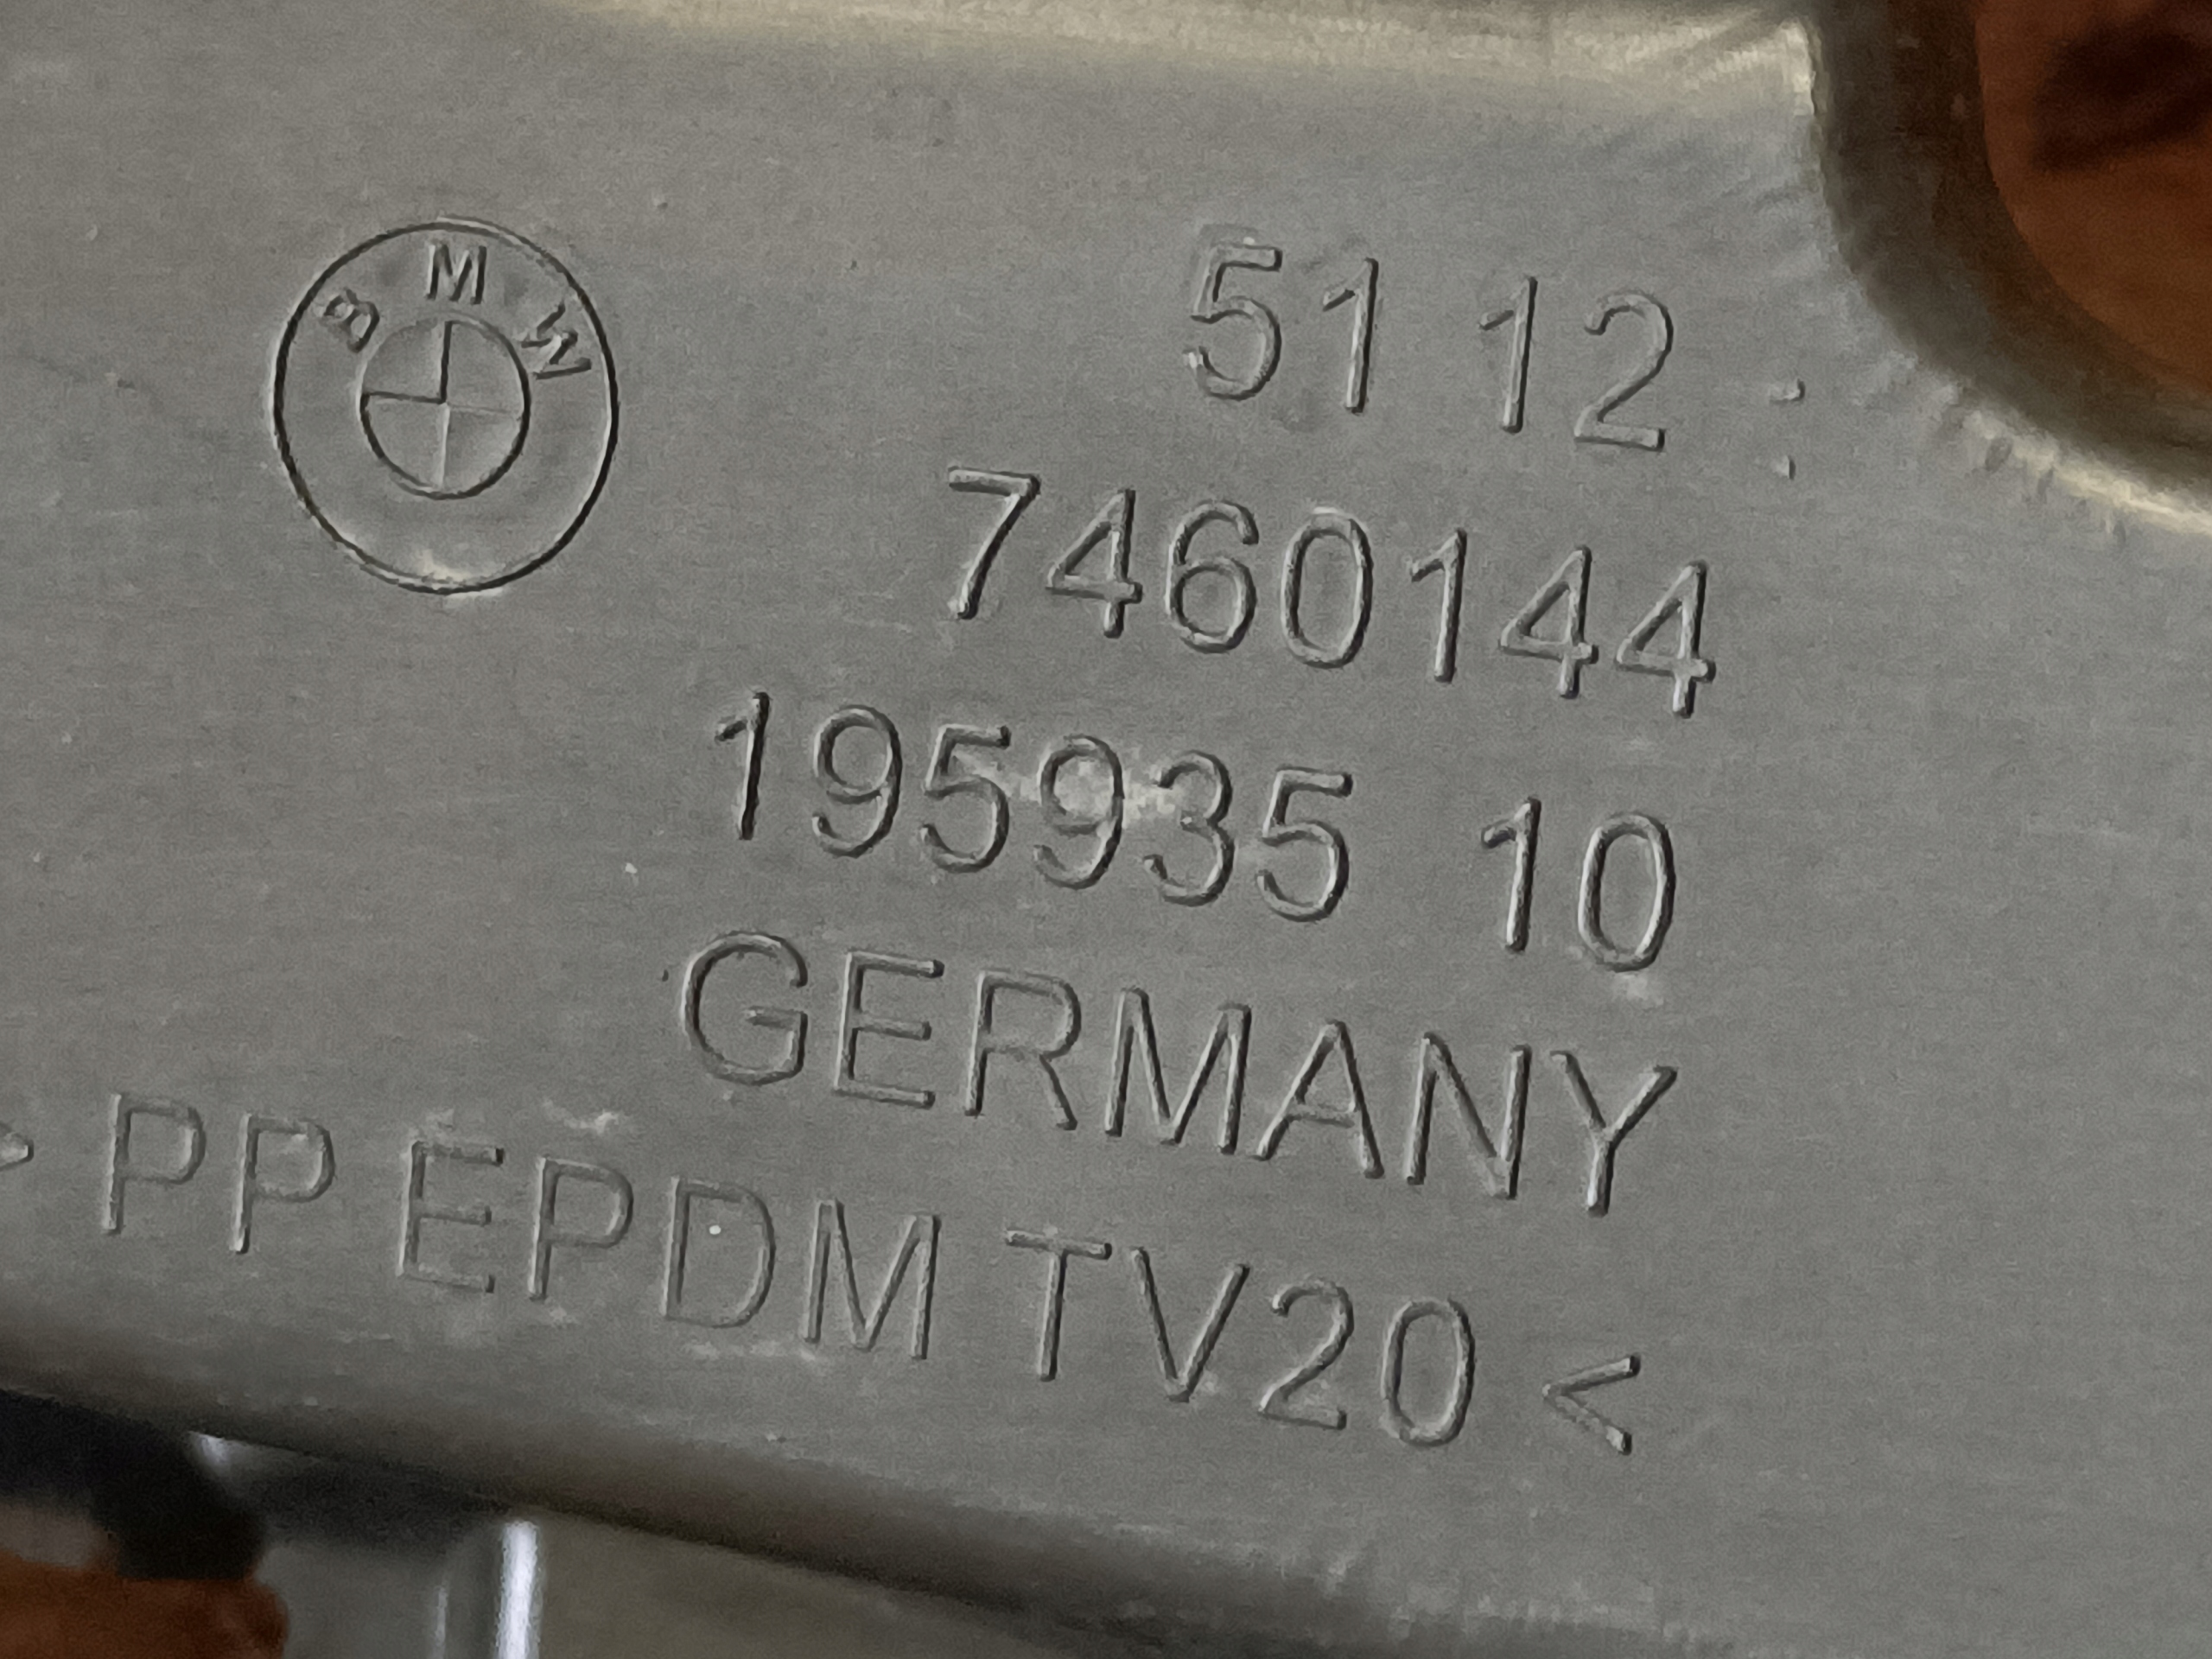 BMW
51 12 :
7460144
195935 10
GERMANY
> PP EPDM TV20 <